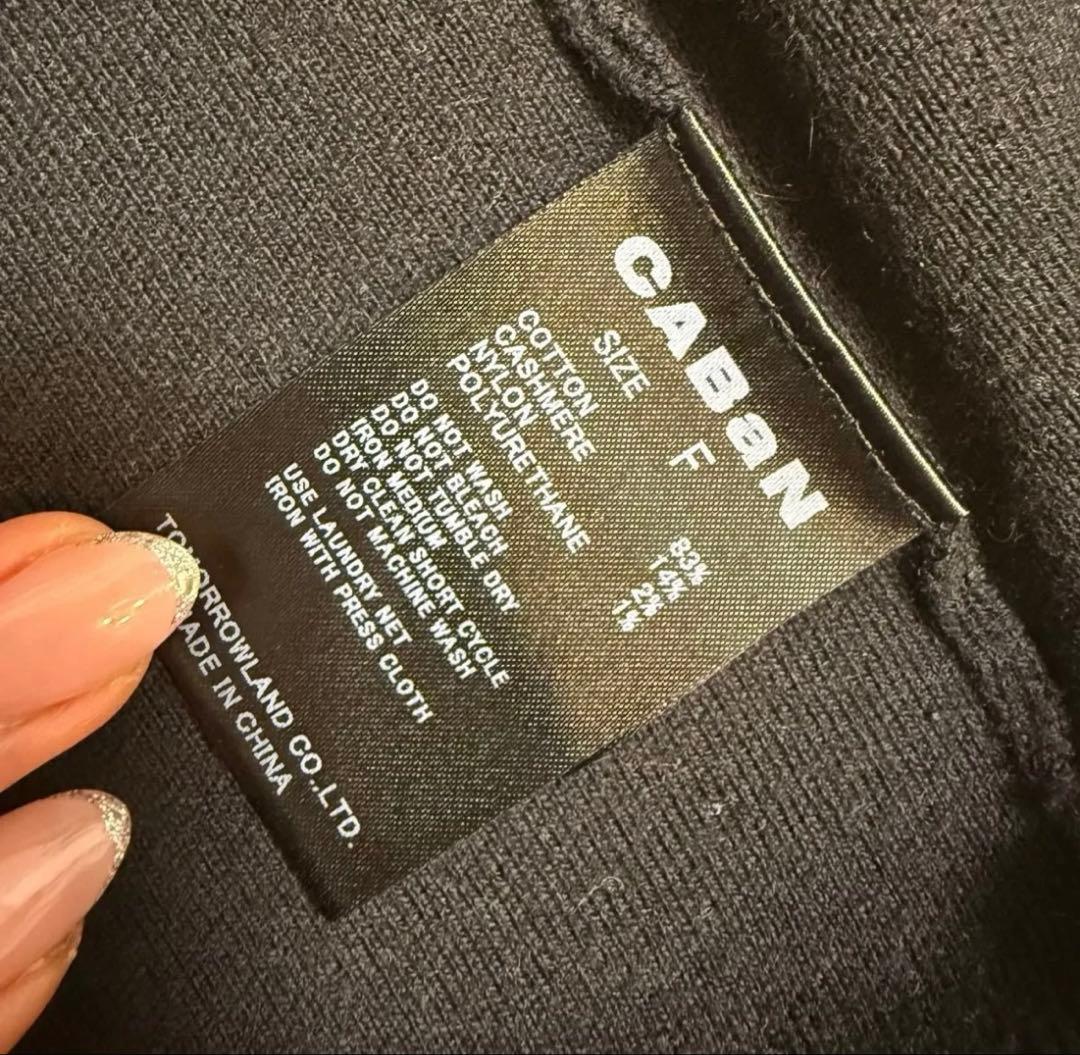 CABaN
SIZE F
COTTON 83%
CASHMERE 14%
NYLON 2%
POLYURETHANE 1%
DO NOT WASH
DO NOT BLEACH
DO NOT TUMBLE DRY
IRON MEDIUM
DRY CLEAN SHORT CYCLE
DO NOT MACHINE WASH
USE LAUNDRY NET
IRON WITH PRESS CLOTH
TOMORROWLAND CO.,LTD.
MADE IN CHINA